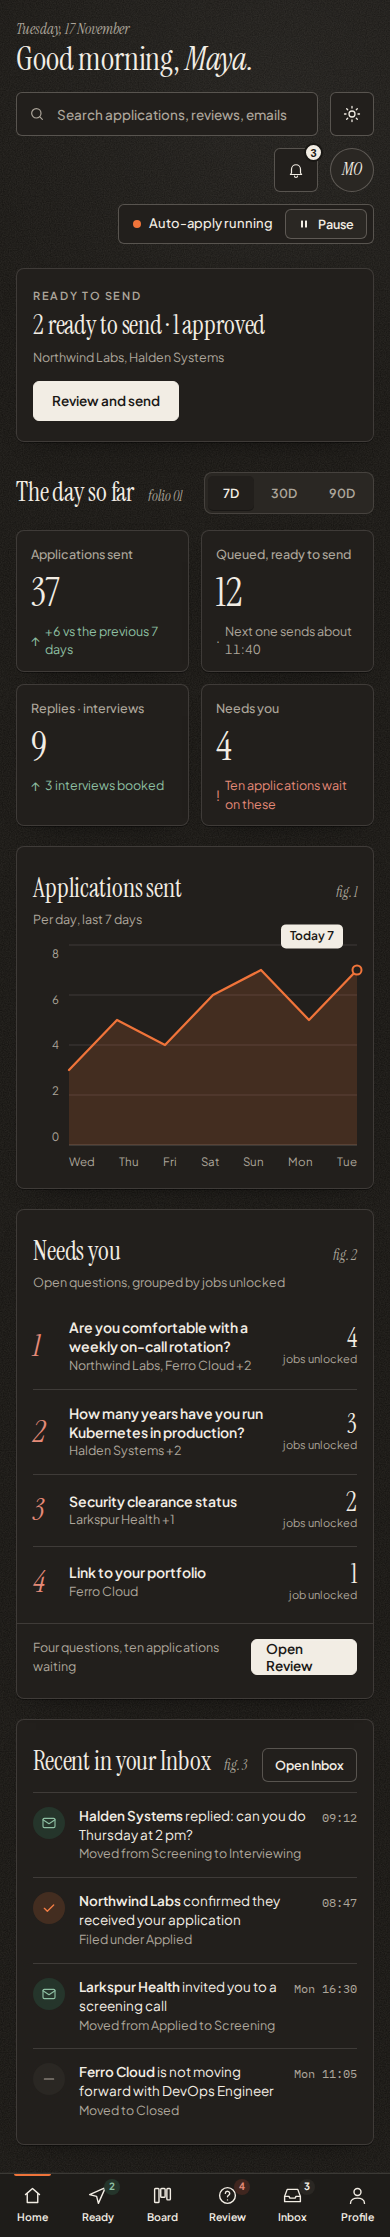 Tuesday, 17 November
Good morning, Maya.
Search applications, reviews, emails
3
MO
Auto-apply running
Pause
READY TO SEND
2 ready to send · 1 approved
Northwind Labs, Halden Systems
Review and send
The day so far folio 01
7D 30D 90D
Applications sent
37
↑ +6 vs the previous 7
days
Queued, ready to send
12
· Next one sends about
11:40
Replies · interviews
9
↑ 3 interviews booked
Needs you
4
! Ten applications wait
on these
Applications sent
fig. 1
Per day, last 7 days
Today 7
8
6
4
2
0
Wed Thu Fri Sat Sun Mon Tue
Needs you
fig. 2
Open questions, grouped by jobs unlocked
1
Are you comfortable with a
weekly on-call rotation?
Northwind Labs, Ferro Cloud +2
4
jobs unlocked
2
How many years have you run
Kubernetes in production?
Halden Systems +2
3
jobs unlocked
3
Security clearance status
Larkspur Health +1
2
jobs unlocked
4
Link to your portfolio
Ferro Cloud
1
job unlocked
Four questions, ten applications
waiting
Open
Review
Recent in your Inbox fig. 3
Open Inbox
Halden Systems replied: can you do
Thursday at 2 pm?
Moved from Screening to Interviewing
09:12
Northwind Labs confirmed they
received your application
Filed under Applied
08:47
Larkspur Health invited you to a
screening call
Moved from Applied to Screening
Mon 16:30
Ferro Cloud is not moving
forward with DevOps Engineer
Moved to Closed
Mon 11:05
2 4 3
Home Ready Board Review Inbox Profile